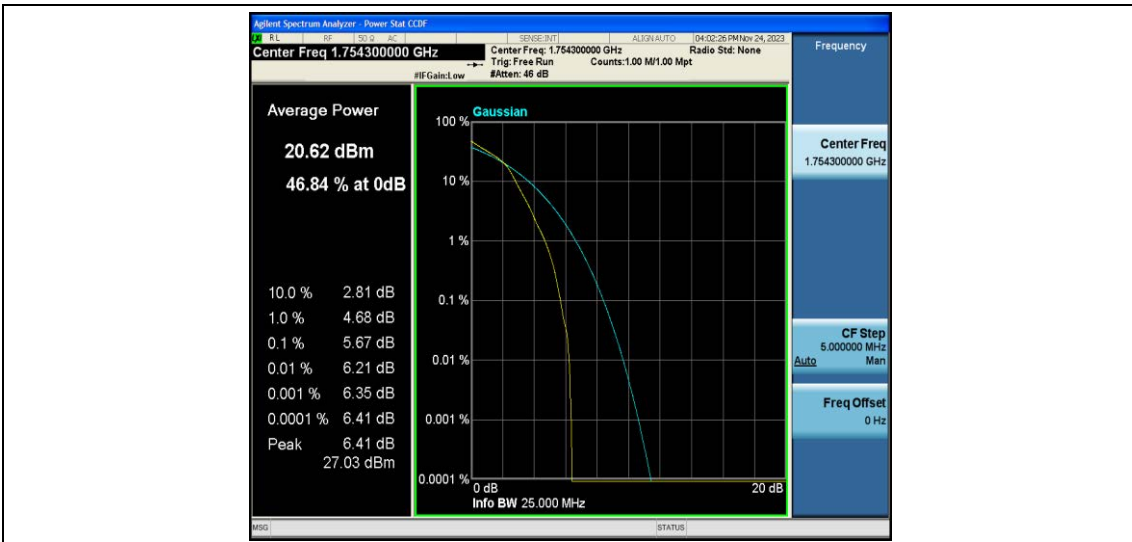 Agilent Spectrum Analyzer - Power Stat CCDF
RL RF 50 Ω AC SENSE:INT ALIGN AUTO 04:02:26 PM Nov 24, 2023
Center Freq 1.754300000 GHz
Center Freq: 1.754300000 GHz Radio Std: None
Trig: Free Run Counts:1.00 M/1.00 Mpt
#IFGain:Low #Atten: 46 dB
Frequency
Average Power
20.62 dBm
46.84 % at 0dB
10.0 % 2.81 dB
1.0 % 4.68 dB
0.1 % 5.67 dB
0.01 % 6.21 dB
0.001 % 6.35 dB
0.0001 % 6.41 dB
Peak 6.41 dB
27.03 dBm
Gaussian
100 %
10 %
1 %
0.1 %
0.01 %
0.001 %
0.0001 %
0 dB 20 dB
Info BW 25.000 MHz
Center Freq
1.754300000 GHz
CF Step
5.000000 MHz
Auto Man
Freq Offset
0 Hz
MSG STATUS